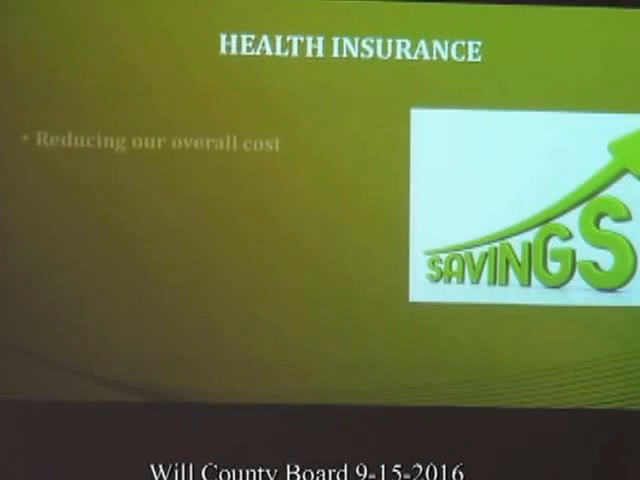 HEALTH INSURANCE
• Reducing our overall cost
SAVINGS
Will County Board 9-15-2016